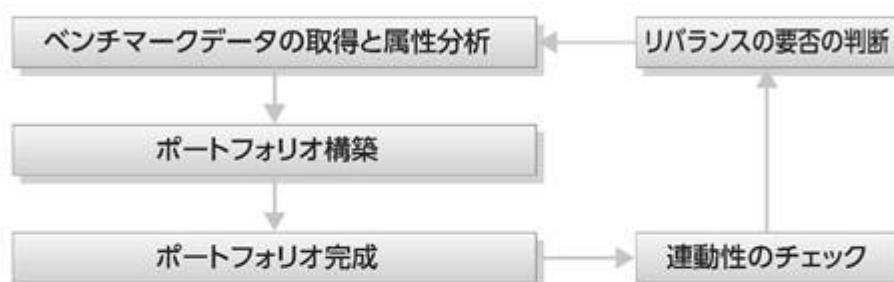 ベンチマークデータの取得と属性分析
リバランスの要否の判断
ポートフォリオ構築
ポートフォリオ完成
連動性のチェック